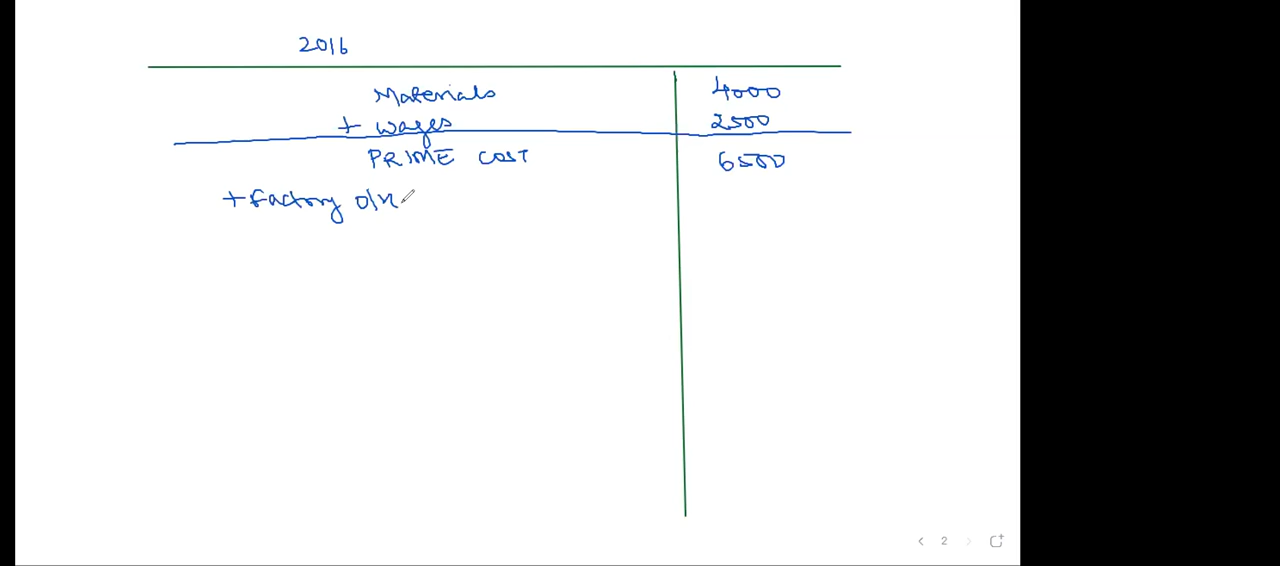 2016
Materials 4000
+ wages 2500
PRIME COST 6500
+ Factory o/H
2